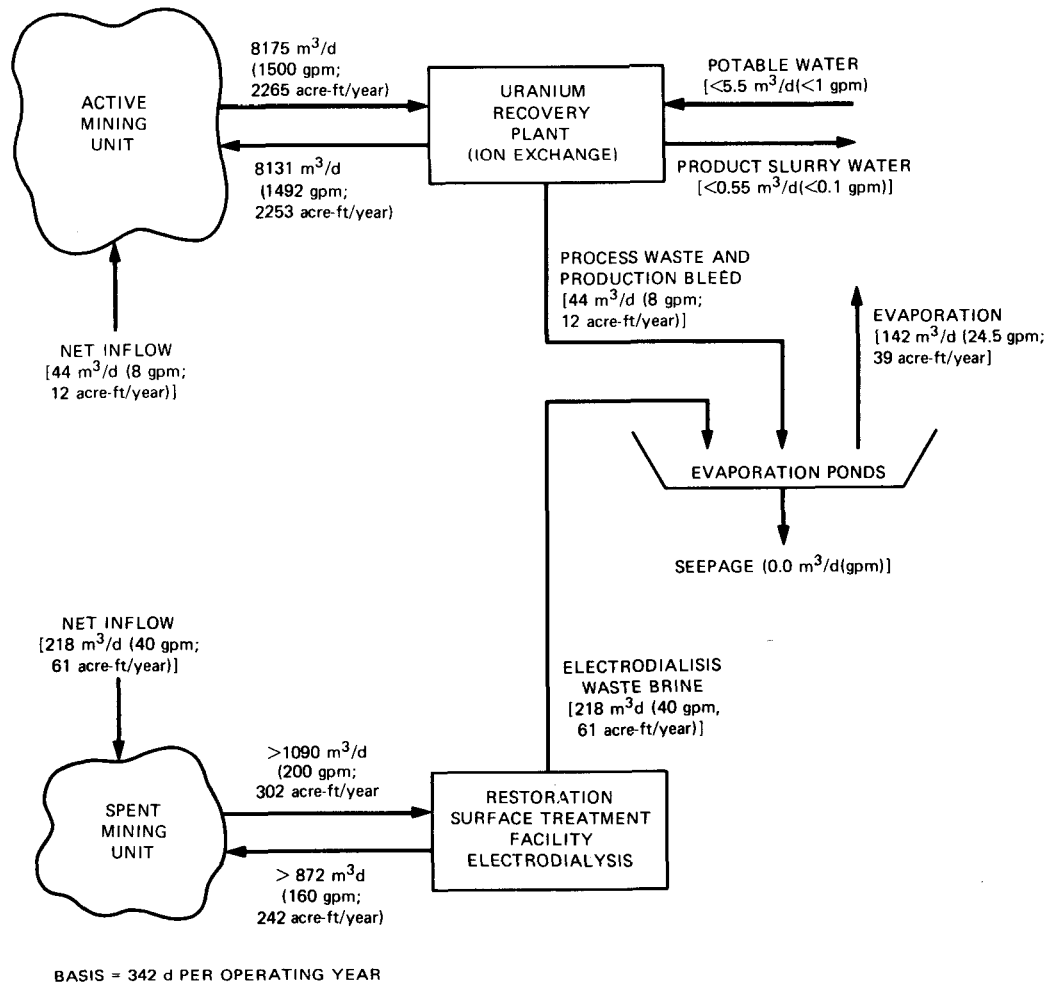 ACTIVE
MINING
UNIT
8175 m³/d
(1500 gpm;
2265 acre-ft/year)
8131 m³/d
(1492 gpm;
2253 acre-ft/year)
URANIUM
RECOVERY
PLANT
(ION EXCHANGE)
POTABLE WATER
[<5.5 m³/d(<1 gpm)
PRODUCT SLURRY WATER
[<0.55 m³/d(<0.1 gpm)]
NET INFLOW
[44 m³/d (8 gpm;
12 acre-ft/year)]
PROCESS WASTE AND
PRODUCTION BLEED
[44 m³/d (8 gpm;
12 acre-ft/year)]
EVAPORATION
[142 m³/d (24.5 gpm;
39 acre-ft/year]
EVAPORATION PONDS
SEEPAGE (0.0 m³/d(gpm)]
NET INFLOW
[218 m³/d (40 gpm;
61 acre-ft/year)]
ELECTRODIALISIS
WASTE BRINE
[218 m³d (40 gpm,
61 acre-ft/year)]
SPENT
MINING
UNIT
>1090 m³/d
(200 gpm;
302 acre-ft/year
> 872 m³d
(160 gpm;
242 acre-ft/year)
RESTORATION
SURFACE TREATMENT
FACILITY
ELECTRODIALYSIS
BASIS = 342 d PER OPERATING YEAR